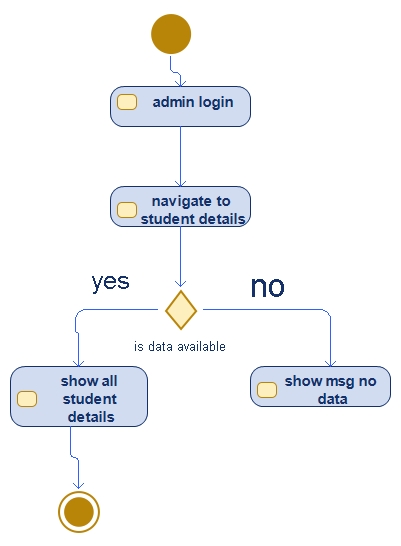 admin login
navigate to
student details
yes
no
is data available
show all
student
details
show msg no
data